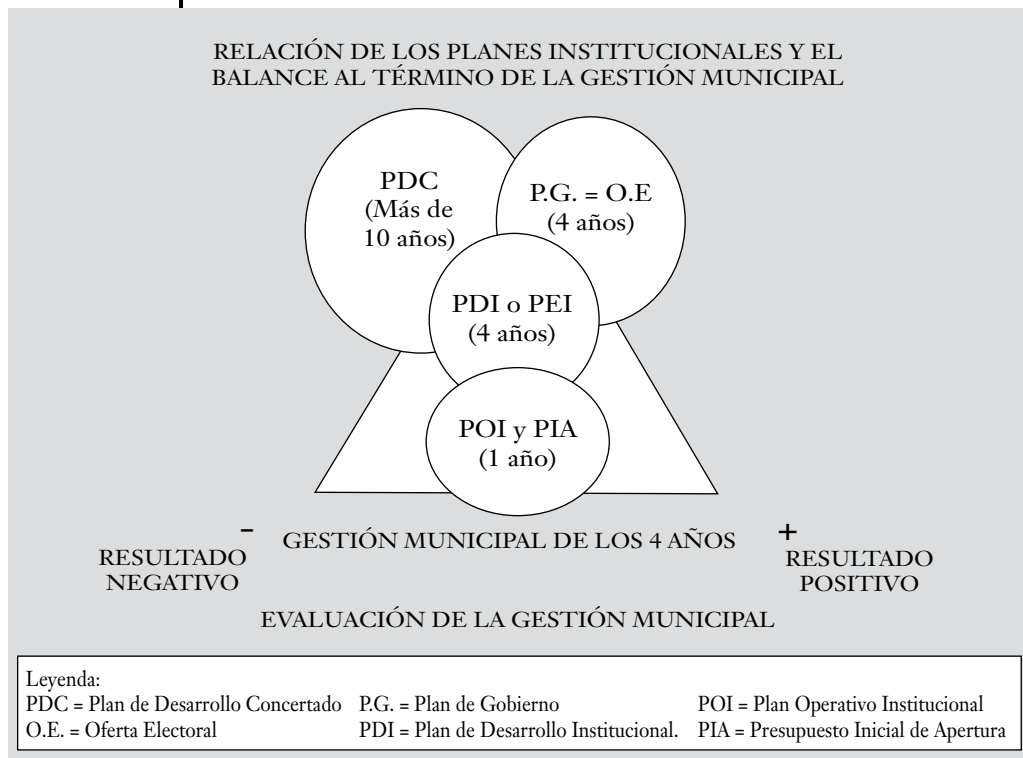 RELACIÓN DE LOS PLANES INSTITUCIONALES Y EL
BALANCE AL TÉRMINO DE LA GESTIÓN MUNICIPAL
PDC
(Más de
10 años)
P.G. = O.E
(4 años)
PDI o PEI
(4 años)
POI y PIA
(1 año)
-
RESULTADO
NEGATIVO
GESTIÓN MUNICIPAL DE LOS 4 AÑOS
+
RESULTADO
POSITIVO
EVALUACIÓN DE LA GESTIÓN MUNICIPAL
Leyenda:
PDC = Plan de Desarrollo Concertado P.G. = Plan de Gobierno POI = Plan Operativo Institucional
O.E. = Oferta Electoral PDI = Plan de Desarrollo Institucional. PIA = Presupuesto Inicial de Apertura